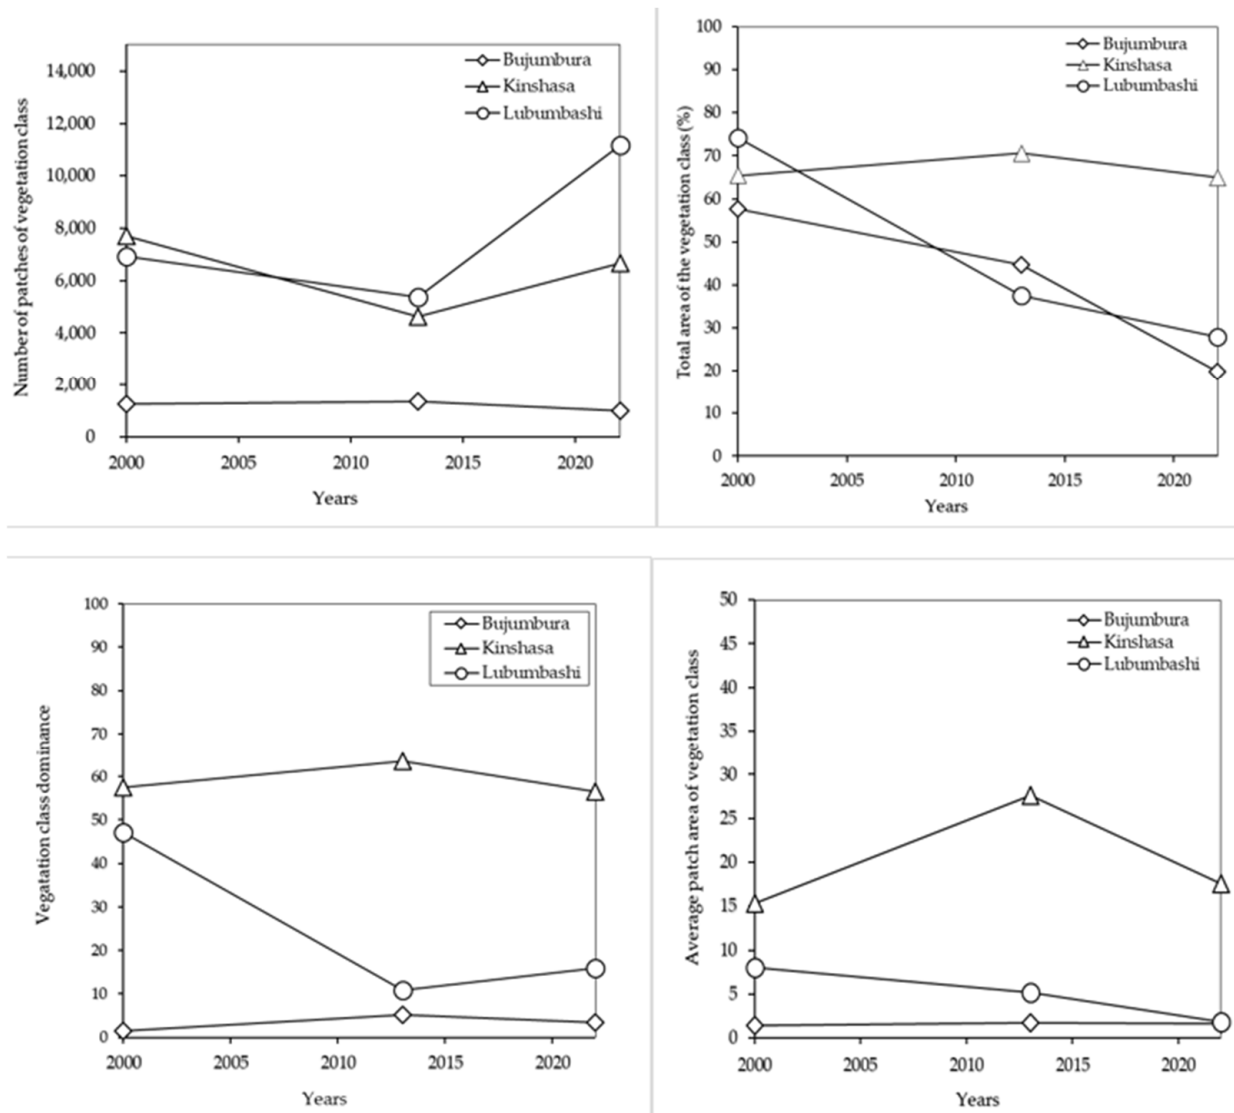 Number of patches of vegetation class
14,000
12,000
10,000
8,000
6,000
4,000
2,000
0
Bujumbura
Kinshasa
Lubumbashi
2000 2005 2010 2015 2020
Years
Total area of the vegetation class (%)
100
90
80
70
60
50
40
30
20
10
0
Bujumbura
Kinshasa
Lubumbashi
2000 2005 2010 2015 2020
Years
Vegatation class dominance
100
90
80
70
60
50
40
30
20
10
0
Bujumbura
Kinshasa
Lubumbashi
2000 2005 2010 2015 2020
Years
Average patch area of vegetation class
50
45
40
35
30
25
20
15
10
5
0
Bujumbura
Kinshasa
Lubumbashi
2000 2005 2010 2015 2020
Years